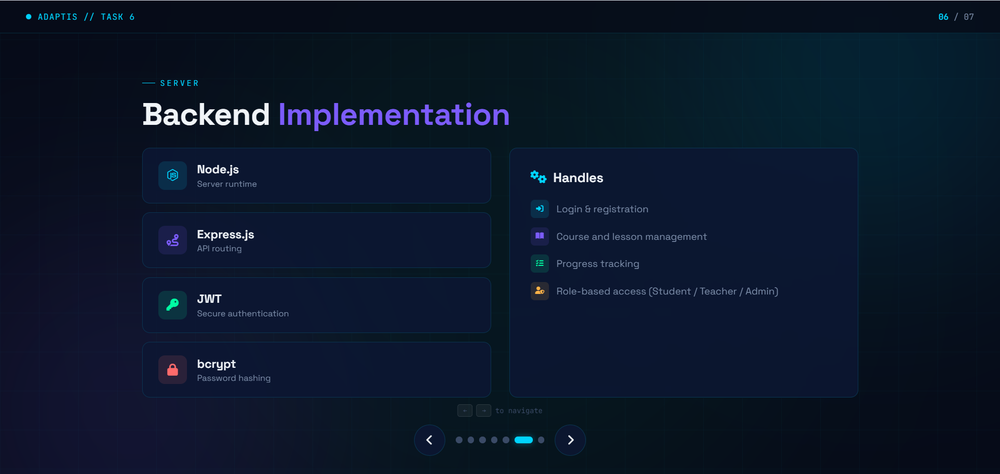 ADAPTIS // TASK 6
06 / 07
SERVER
Backend Implementation
Node.js
Server runtime
Express.js
API routing
JWT
Secure authentication
bcrypt
Password hashing
Handles
Login & registration
Course and lesson management
Progress tracking
Role-based access (Student / Teacher / Admin)
← → to navigate